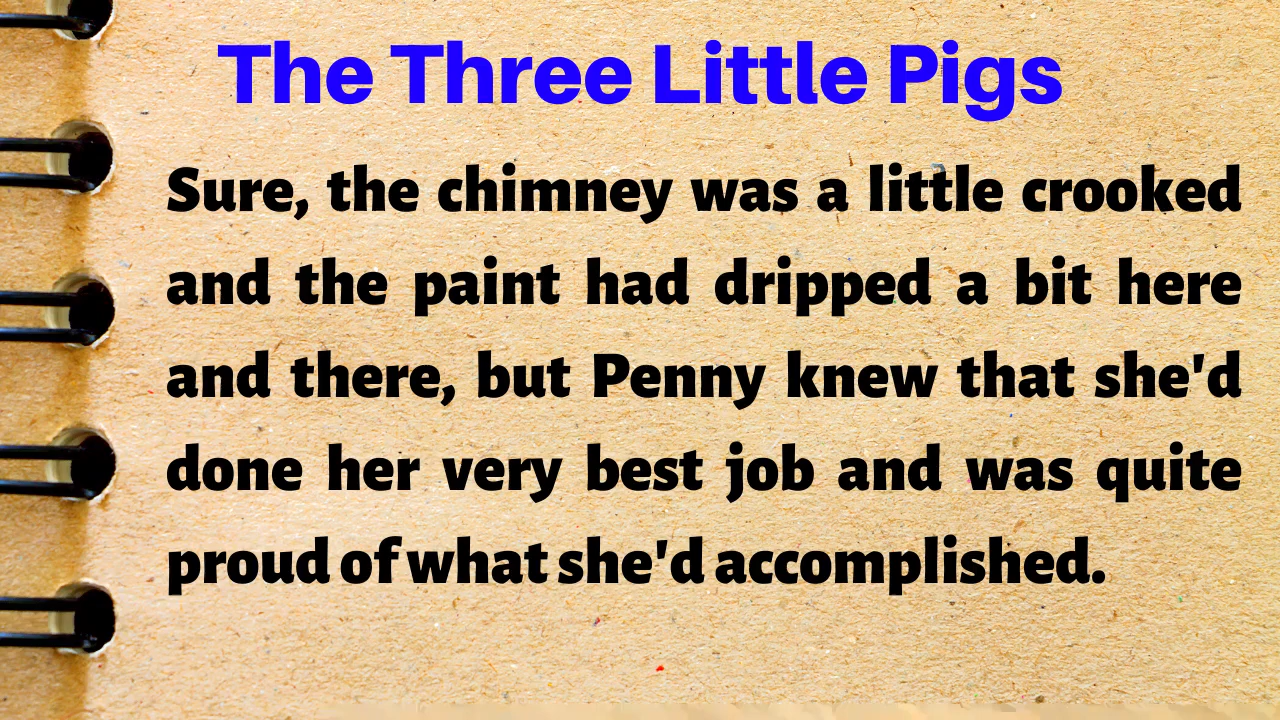 The Three Little Pigs
Sure, the chimney was a little crooked
and the paint had dripped a bit here
and there, but Penny knew that she'd
done her very best job and was quite
proud of what she'd accomplished.